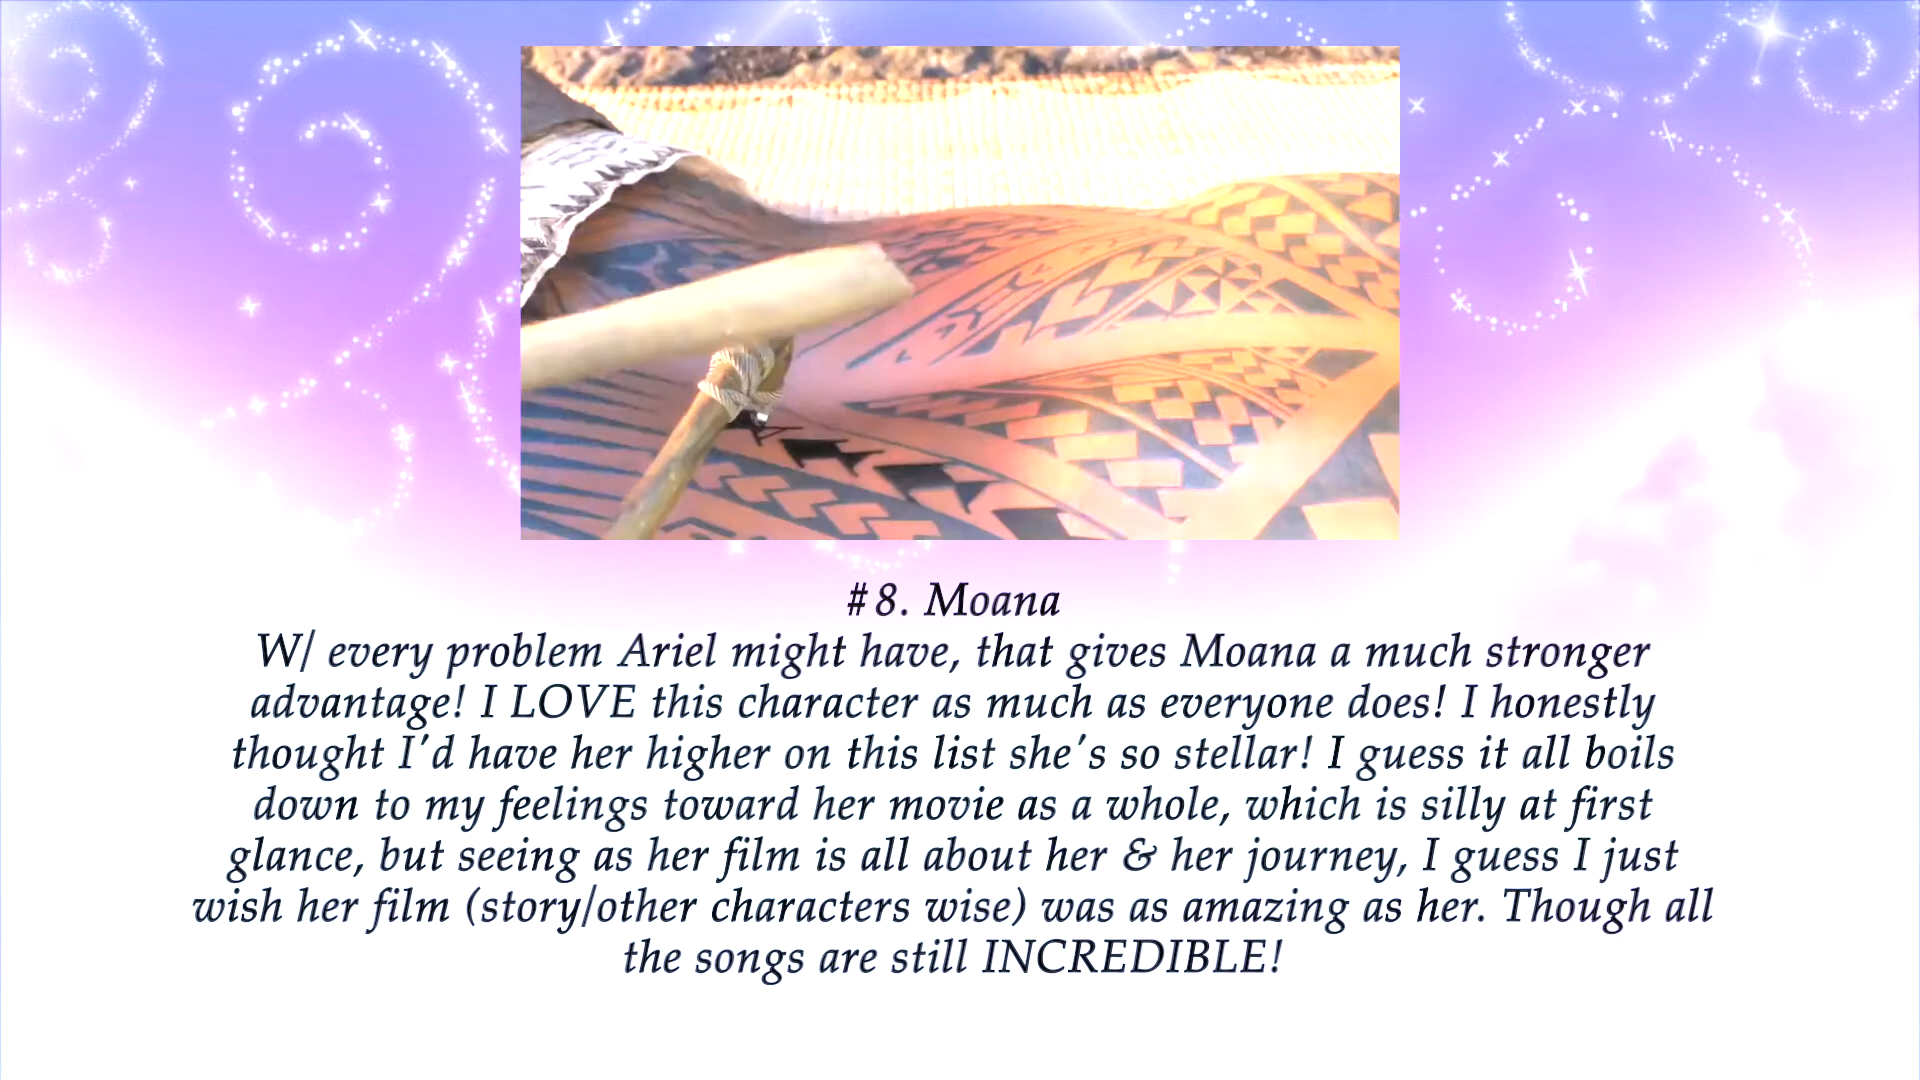 #8. Moana
W/ every problem Ariel might have, that gives Moana a much stronger
advantage! I LOVE this character as much as everyone does! I honestly
thought I'd have her higher on this list she's so stellar! I guess it all boils
down to my feelings toward her movie as a whole, which is silly at first
glance, but seeing as her film is all about her & her journey, I guess I just
wish her film (story/other characters wise) was as amazing as her. Though all
the songs are still INCREDIBLE!